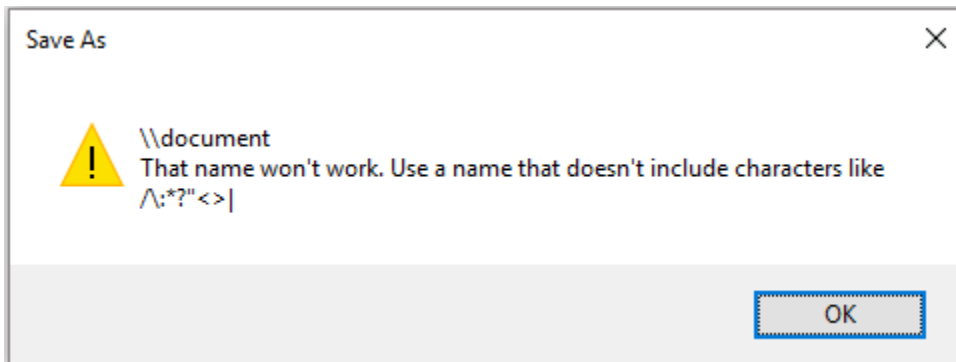 Save As
\\document
That name won't work. Use a name that doesn't include characters like
/\:*?"<>|
OK